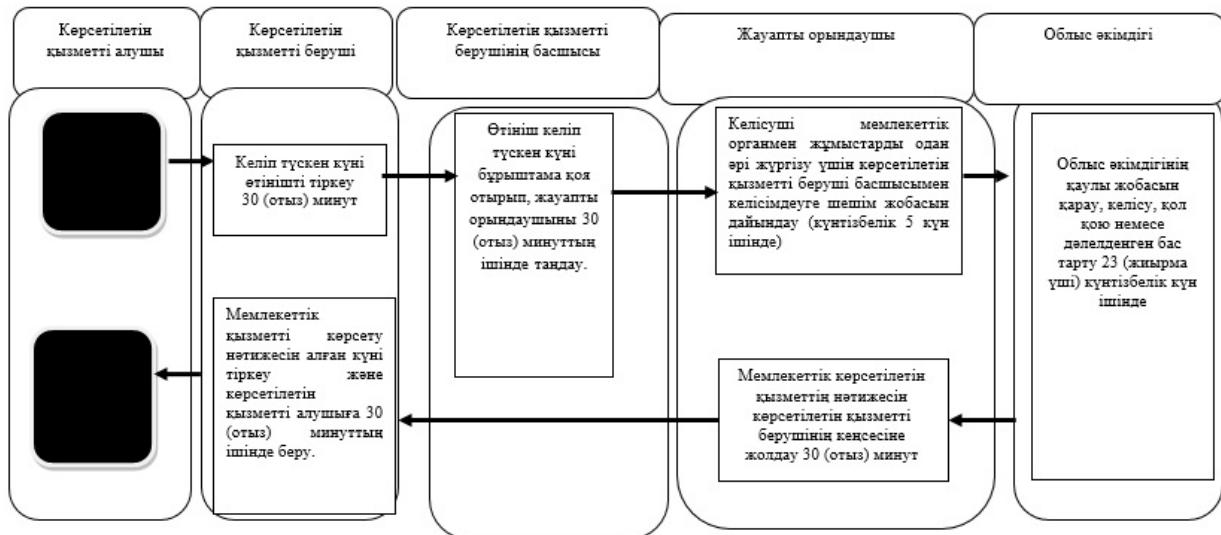 Көрсетілетін
қызметті алушы
Көрсетілетін
қызметті беруші
Көрсетілетін қызметті
берушінің басшысы
Жауапты орындаушы
Облыс әкімдігі
Келіп түскен күні
өтінішті тіркеу
30 (отыз) минут
Өтініш келіп
түскен күні
бұрыштама қоя
отырып, жауапты
орындаушыны 30
(отыз) минуттың
ішінде таңдау.
Келісуші мемлекеттік
органмен жұмыстарды одан
әрі жүргізу үшін көрсетілетін
қызметті беруші басшысымен
келісімдеуге шешім жобасын
дайындау (күнтізбелік 5 күн
ішінде)
Облыс әкімдігінің
қаулы жобасын
қарау, келісу, қол
қою немесе
дәлелденген бас
тарту 23 (жиырма
үші) күнтізбелік күн
ішінде
Мемлекеттік
қызметті көрсету
нәтижесін алған күні
тіркеу және
көрсетілетін
қызметті алушыға 30
(отыз) минуттың
ішінде беру.
Мемлекеттік көрсетілетін
қызметтің нәтижесін
көрсетілетін қызметті
берушінің кеңсесіне
жолдау 30 (отыз) минут